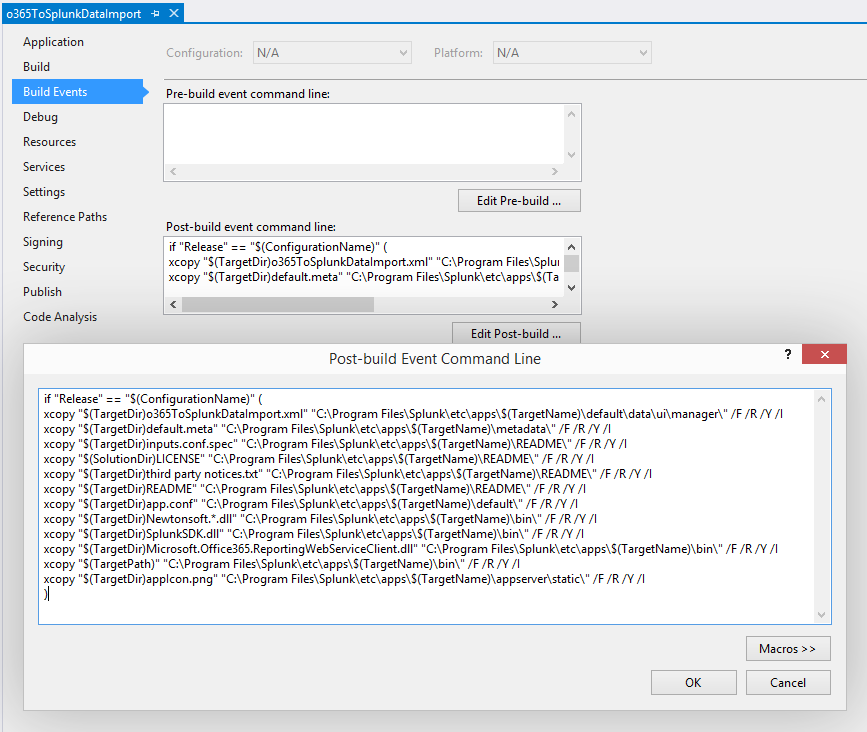 o365ToSplunkDataImport
Application
Build
Build Events
Debug
Resources
Services
Settings
Reference Paths
Signing
Security
Publish
Code Analysis
Configuration: N/A Platform: N/A
Pre-build event command line:
Edit Pre-build ...
Post-build event command line:
if "Release" == "$(ConfigurationName)" (
xcopy "$(TargetDir)o365ToSplunkDataImport.xml" "C:\Program Files\Splu
xcopy "$(TargetDir)default.meta" "C:\Program Files\Splunk\etc\apps\$(Ta
Edit Post-build ...
Post-build Event Command Line
?
if "Release" == "$(ConfigurationName)" (
xcopy "$(TargetDir)o365ToSplunkDataImport.xml" "C:\Program Files\Splunk\etc\apps\$(TargetName)\default\data\ui\manager\" /F /R /Y /I
xcopy "$(TargetDir)default.meta" "C:\Program Files\Splunk\etc\apps\$(TargetName)\metadata\" /F /R /Y /I
xcopy "$(TargetDir)inputs.conf.spec" "C:\Program Files\Splunk\etc\apps\$(TargetName)\README\" /F /R /Y /I
xcopy "$(SolutionDir)LICENSE" "C:\Program Files\Splunk\etc\apps\$(TargetName)\README\" /F /R /Y /I
xcopy "$(TargetDir)third party notices.txt" "C:\Program Files\Splunk\etc\apps\$(TargetName)\README\" /F /R /Y /I
xcopy "$(TargetDir)README" "C:\Program Files\Splunk\etc\apps\$(TargetName)\README\" /F /R /Y /I
xcopy "$(TargetDir)app.conf" "C:\Program Files\Splunk\etc\apps\$(TargetName)\default\" /F /R /Y /I
xcopy "$(TargetDir)Newtonsoft.*.dll" "C:\Program Files\Splunk\etc\apps\$(TargetName)\bin\" /F /R /Y /I
xcopy "$(TargetDir)SplunkSDK.dll" "C:\Program Files\Splunk\etc\apps\$(TargetName)\bin\" /F /R /Y /I
xcopy "$(TargetDir)Microsoft.Office365.ReportingWebServiceClient.dll" "C:\Program Files\Splunk\etc\apps\$(TargetName)\bin\" /F /R /Y /I
xcopy "$(TargetPath)" "C:\Program Files\Splunk\etc\apps\$(TargetName)\bin\" /F /R /Y /I
xcopy "$(TargetDir)appIcon.png" "C:\Program Files\Splunk\etc\apps\$(TargetName)\appserver\static\" /F /R /Y /I
)
Macros >>
OK
Cancel